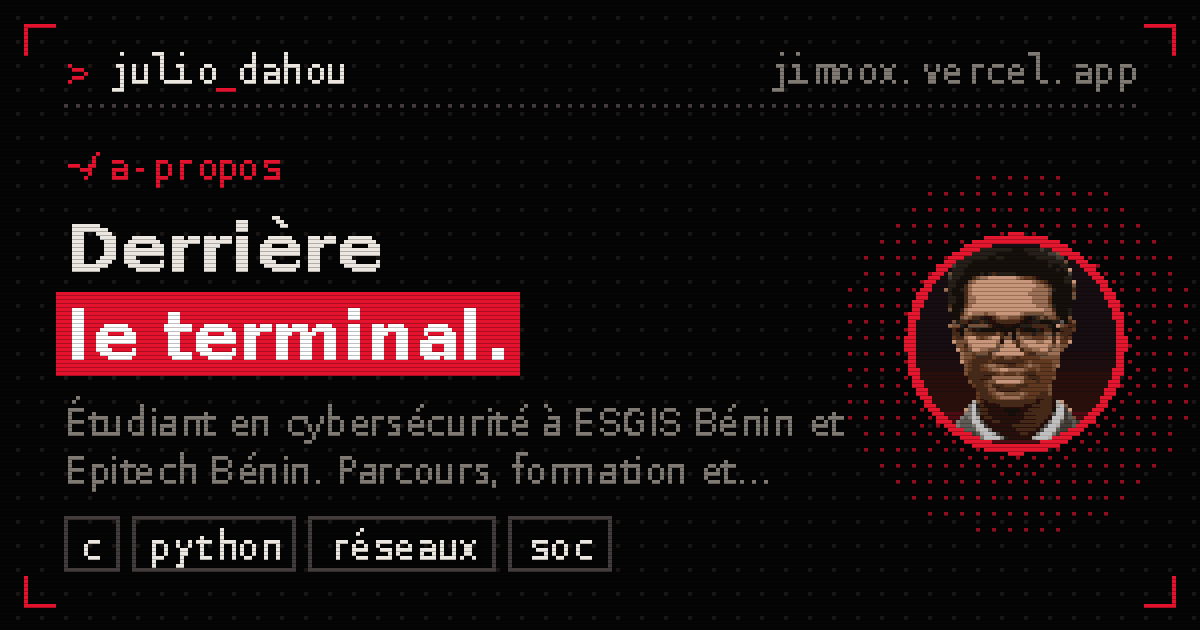 > julio_dahou
jimoox.vercel.app
~/a-propos
Derrière
le terminal.
Étudiant en cybersécurité à ESGIS Bénin et
Epitech Bénin. Parcours, formation et...
c
python
réseaux
soc